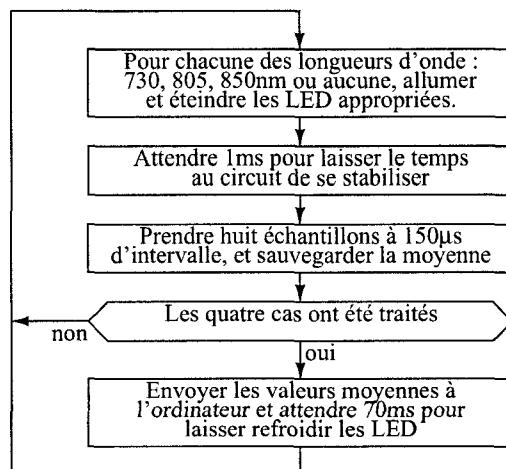 Pour chacune des longueurs d'onde :
730, 805, 850nm ou aucune, allumer
et éteindre les LED appropriées.
Attendre 1ms pour laisser le temps
au circuit de se stabiliser
Prendre huit échantillons à 150µs
d'intervalle, et sauvegarder la moyenne
Les quatre cas ont été traités
non
oui
Envoyer les valeurs moyennes à
l'ordinateur et attendre 70ms pour
laisser refroidir les LED